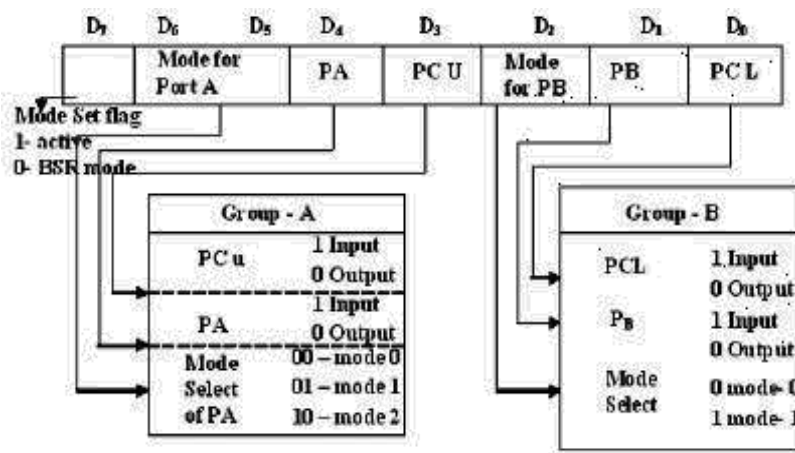 D₇ D₆ D₅ D₄ D₃ D₂ D₁ D₀
Mode for Port A
PA
PC U
Mode for PB
PB
PC L
Mode Set flag
1- active
0- BSR mode
Group - A
PC u
1 Input
0 Output
PA
1 Input
0 Output
Mode Select of PA
00 – mode 0
01 – mode 1
10 – mode 2
Group - B
PCL
1 Input
0 Output
P_B
1 Input
0 Output
Mode Select
0 mode- 0
1 mode- 1